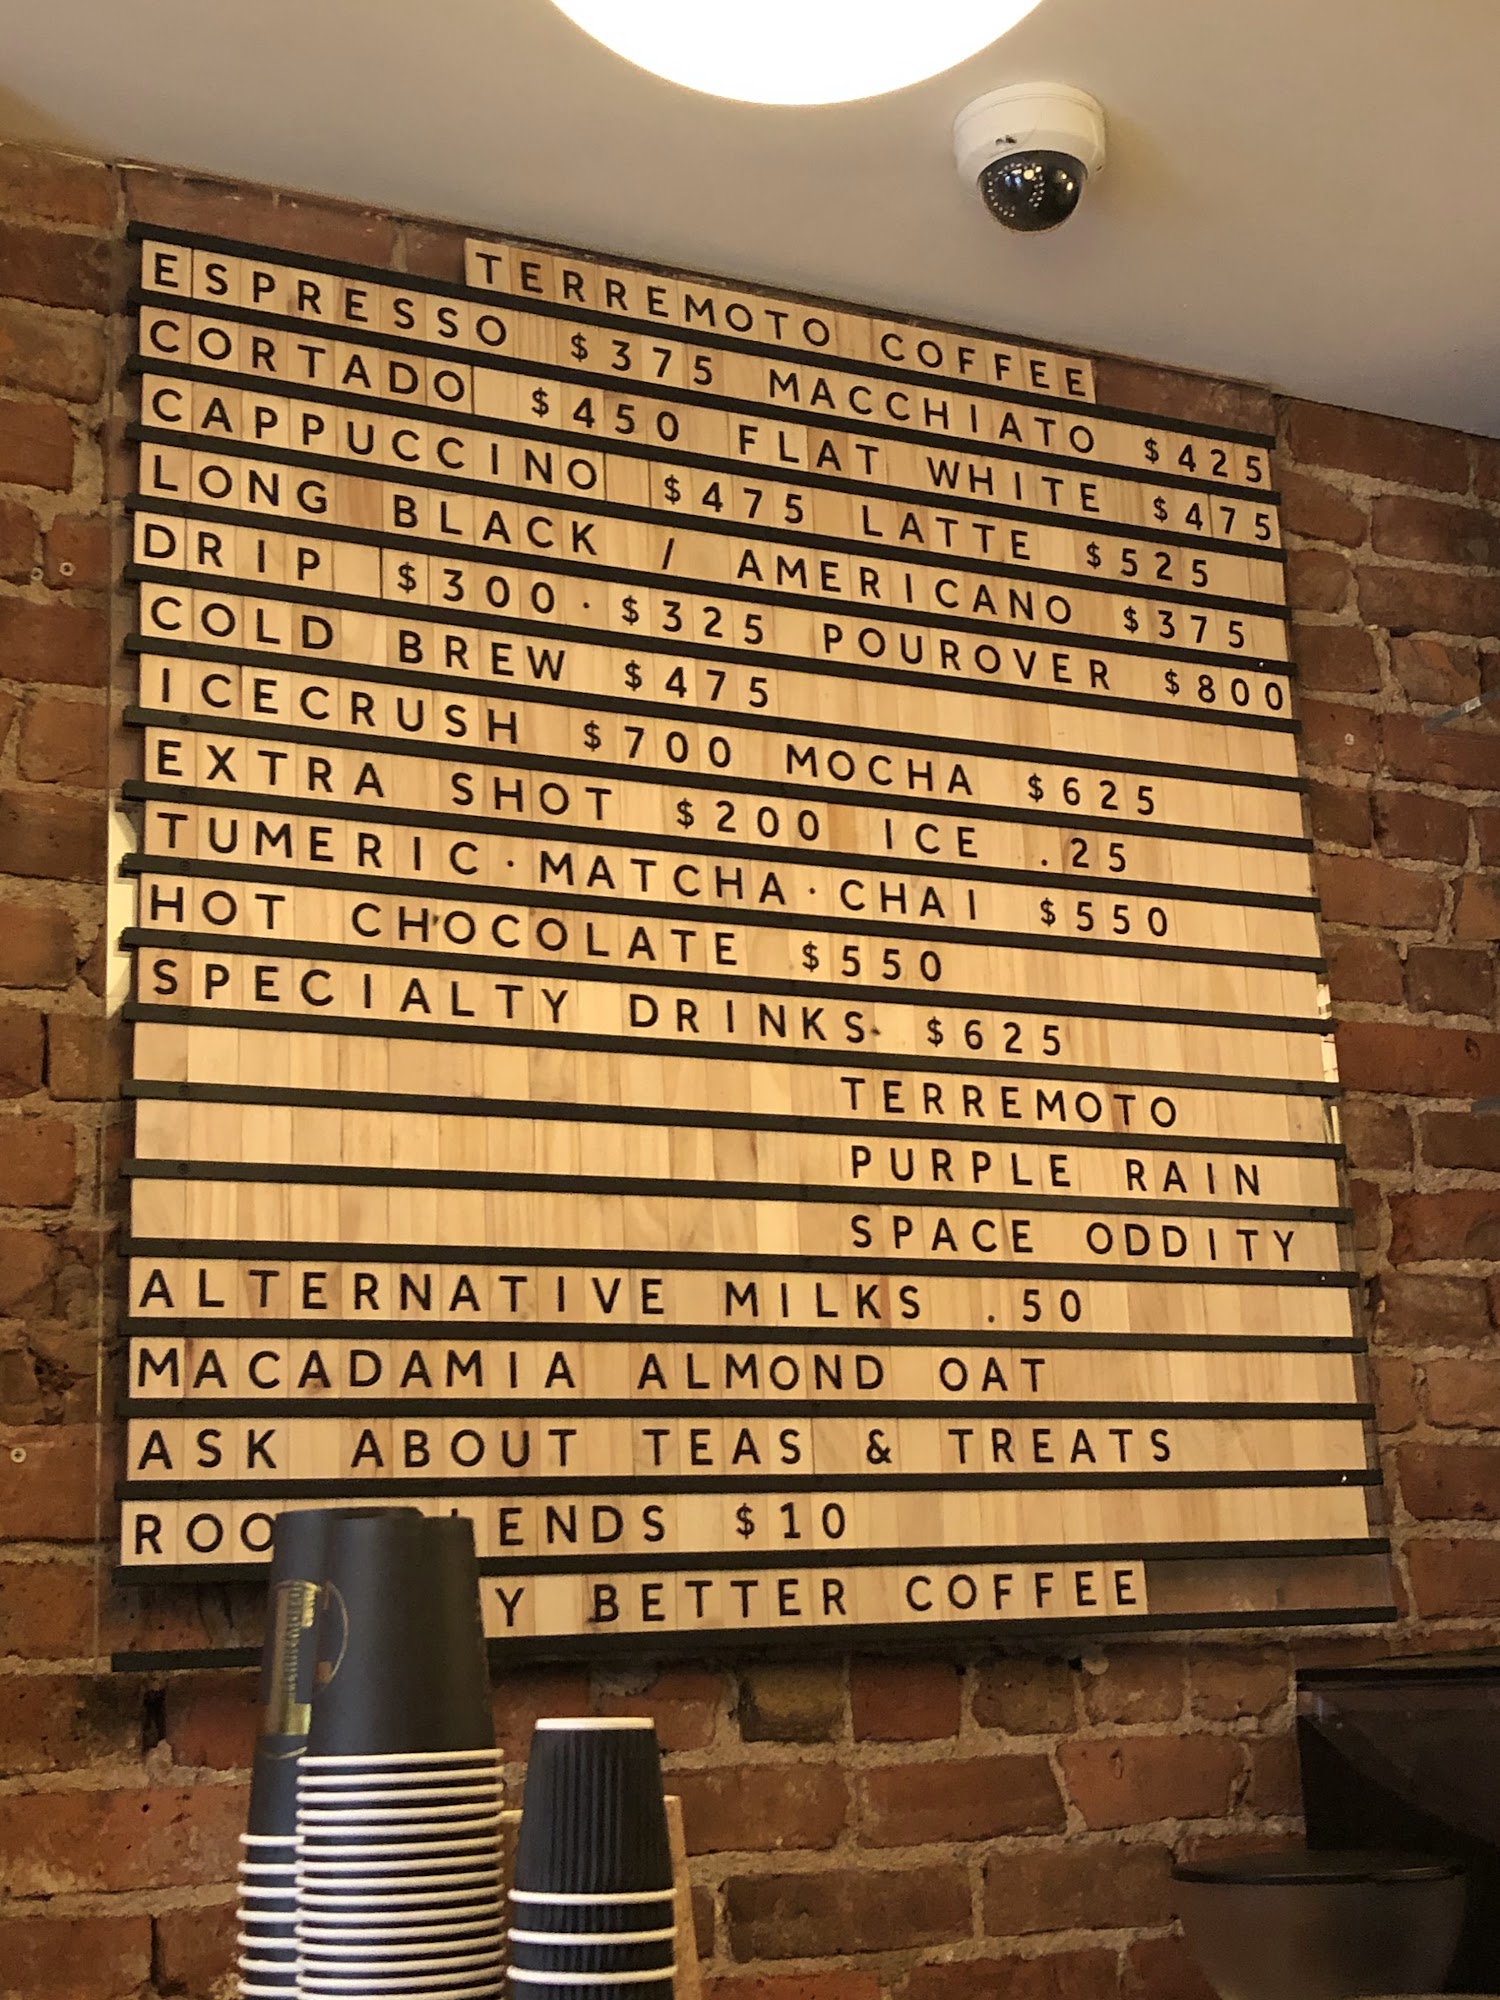 TERREMOTO COFFEE
ESPRESSO $375 MACCHIATO $425
CORTADO $450 FLAT WHITE $475
CAPPUCCINO $475 LATTE $525
LONG BLACK / AMERICANO $375
DRIP $300·$325 POUROVER $800
COLD BREW $475
ICECRUSH $700 MOCHA $625
EXTRA SHOT $200 ICE .25
TUMERIC·MATCHA·CHAI $550
HOT CHOCOLATE $550
SPECIALTY DRINKS· $625
TERREMOTO
PURPLE RAIN
SPACE ODDITY
ALTERNATIVE MILKS .50
MACADAMIA ALMOND OAT
ASK ABOUT TEAS & TREATS
$10
BETTER COFFEE